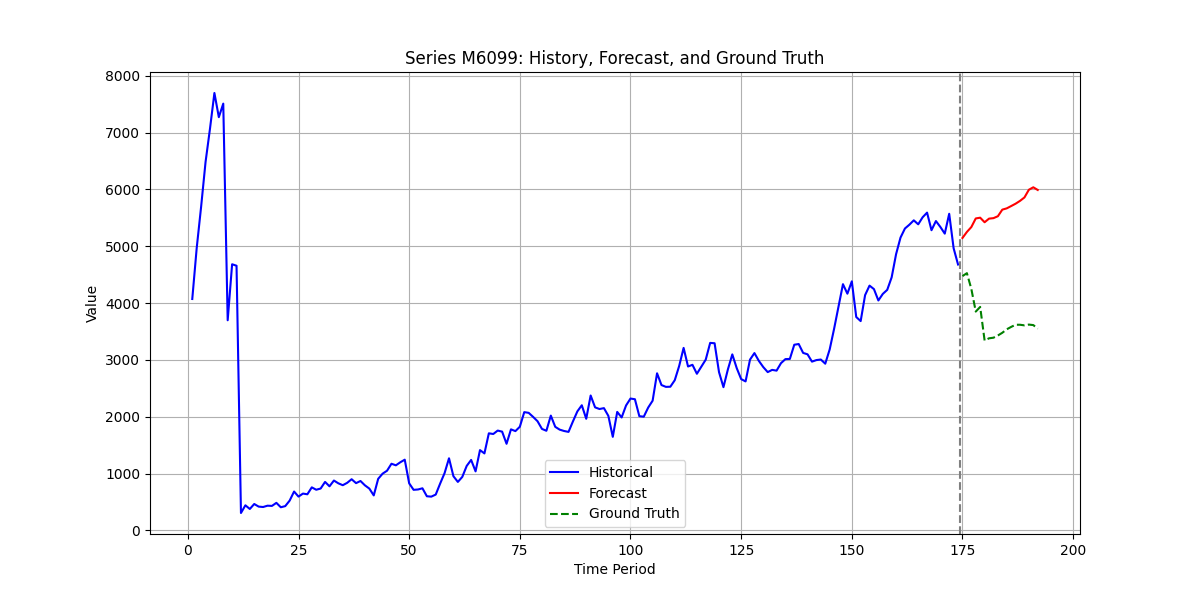 Series M6099: History, Forecast, and Ground Truth
8000
7000
6000
5000
4000
3000
2000
1000
0
Value
Historical
Forecast
Ground Truth
0 25 50 75 100 125 150 175 200
Time Period